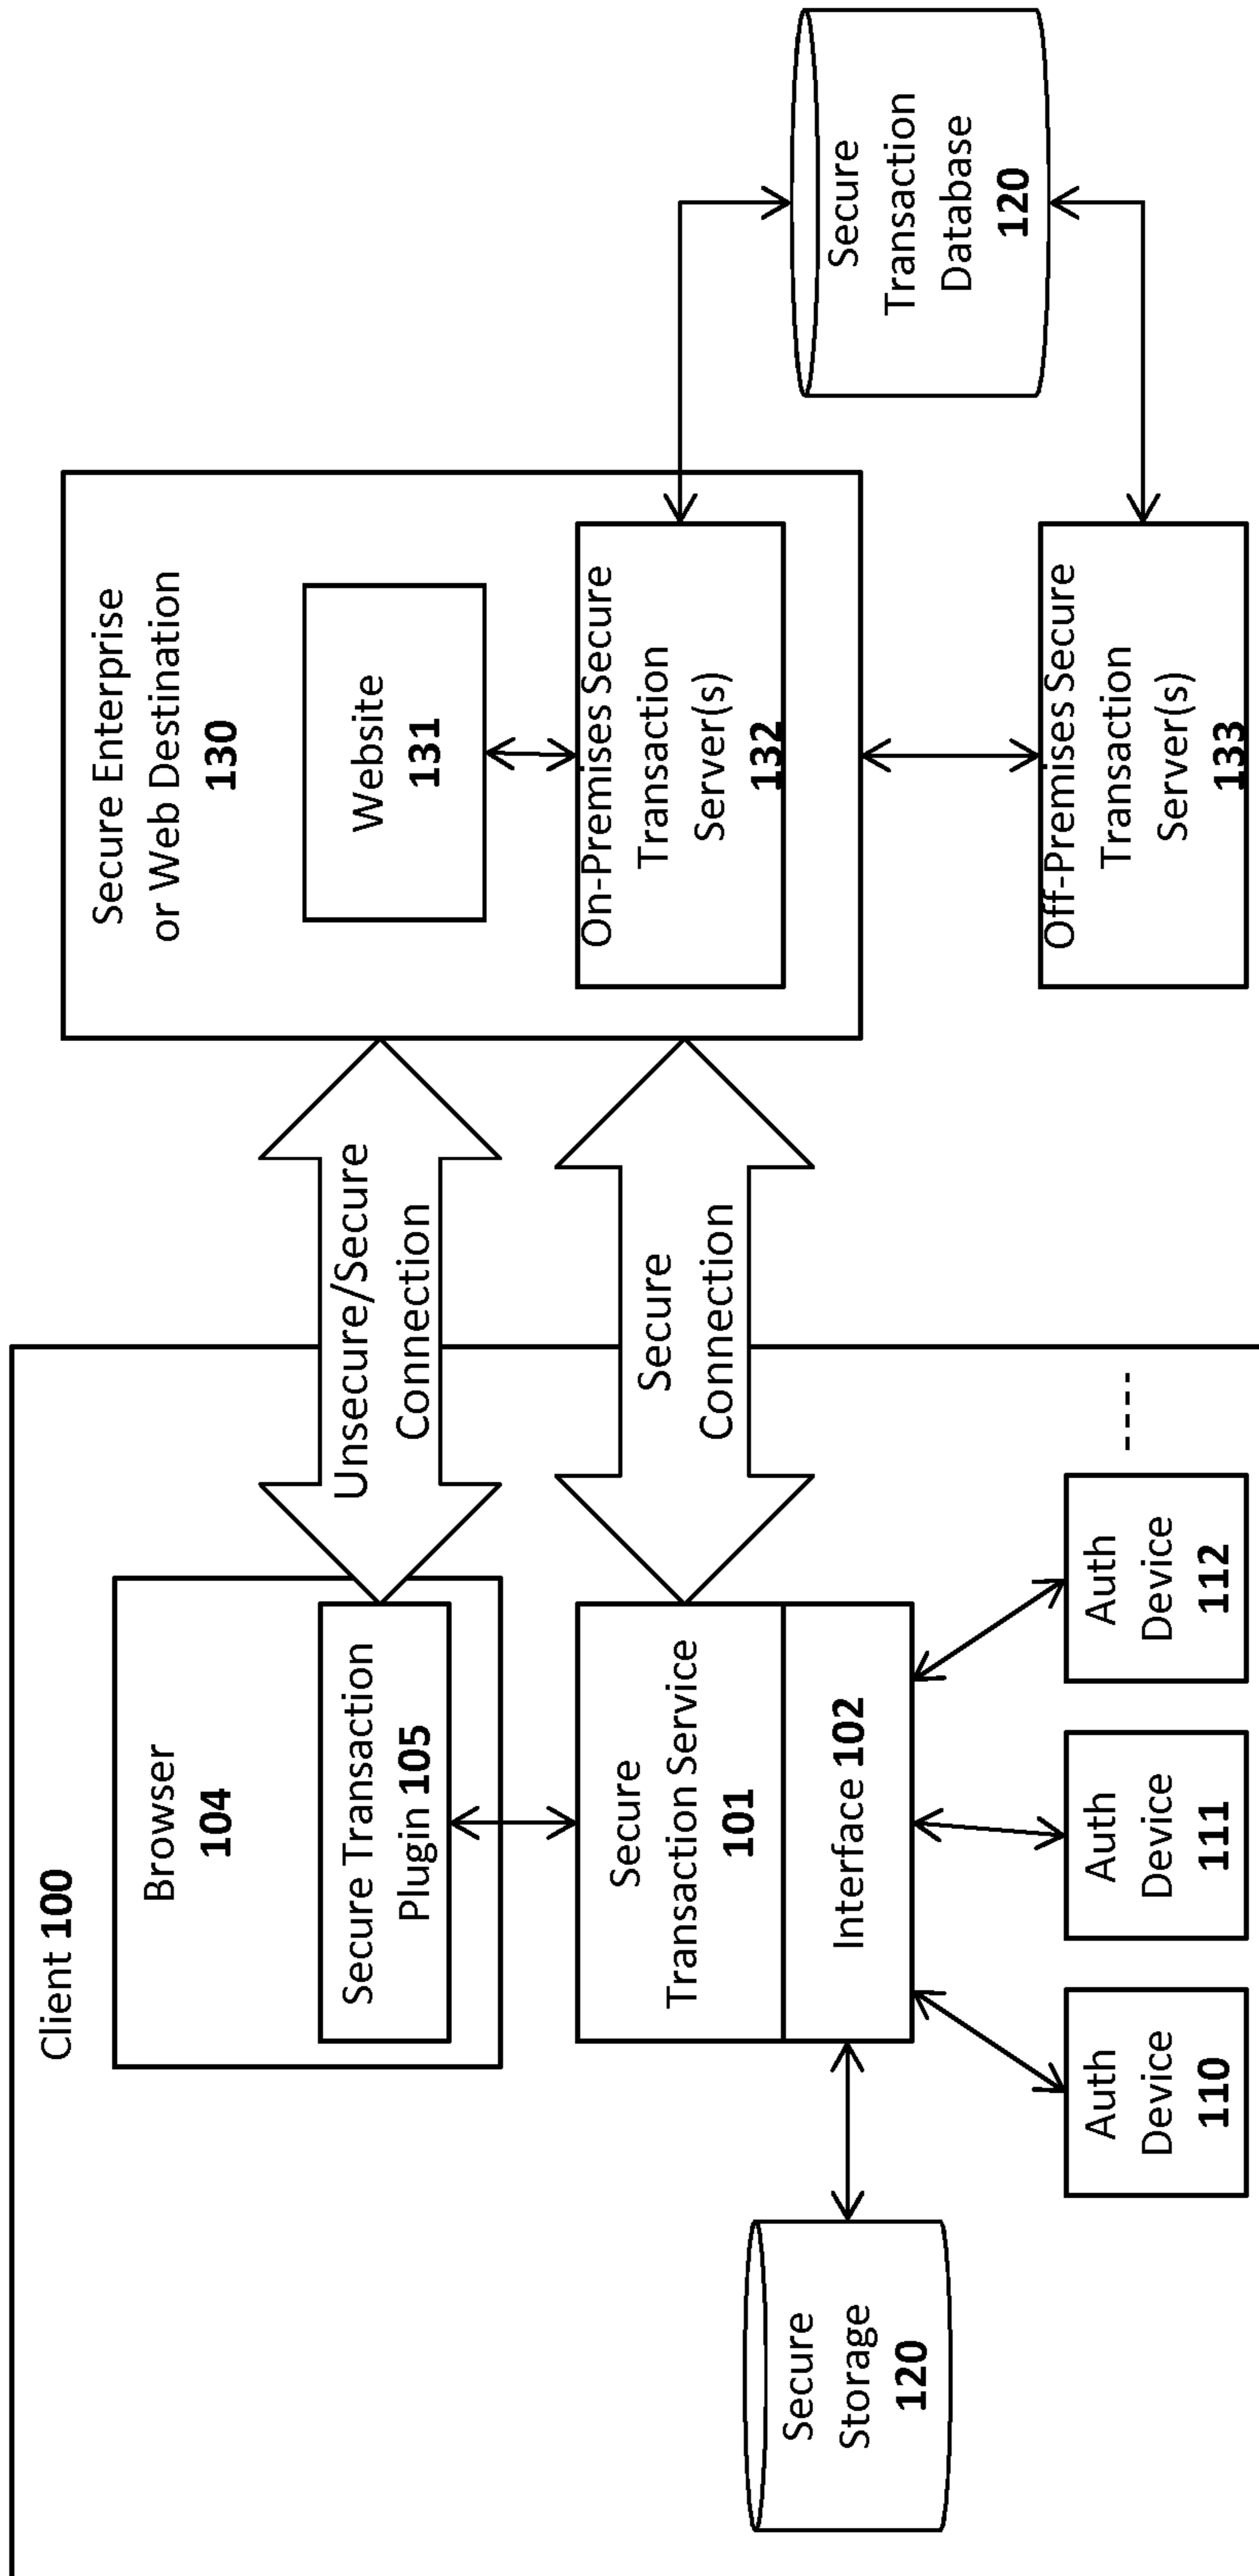 Client 100
Browser
104
Secure Transaction
Plugin 105
Secure
Transaction Service
101
Interface 102
Secure
Storage
120
Auth
Device
110
Auth
Device
111
Auth
Device
112
Unsecure/Secure
Connection
Secure
Connection
Secure Enterprise
or Web Destination
130
Website
131
On-Premises Secure
Transaction
Server(s)
132
Off-Premises Secure
Transaction
Server(s)
133
Secure
Transaction
Database
120